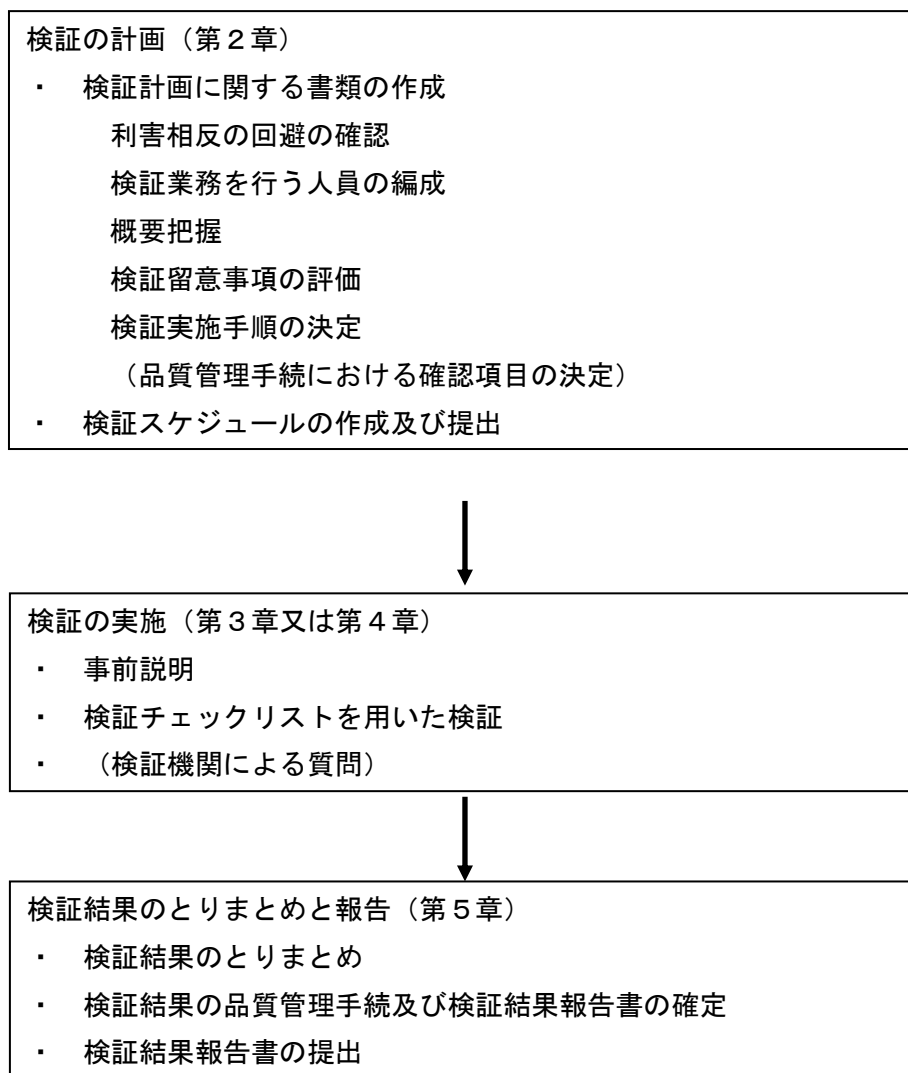 検証の計画（第２章）
・ 検証計画に関する書類の作成
利害相反の回避の確認
検証業務を行う人員の編成
概要把握
検証留意事項の評価
検証実施手順の決定
（品質管理手続における確認項目の決定）
・ 検証スケジュールの作成及び提出
検証の実施（第３章又は第４章）
・ 事前説明
・ 検証チェックリストを用いた検証
・ （検証機関による質問）
検証結果のとりまとめと報告（第５章）
・ 検証結果のとりまとめ
・ 検証結果の品質管理手続及び検証結果報告書の確定
・ 検証結果報告書の提出